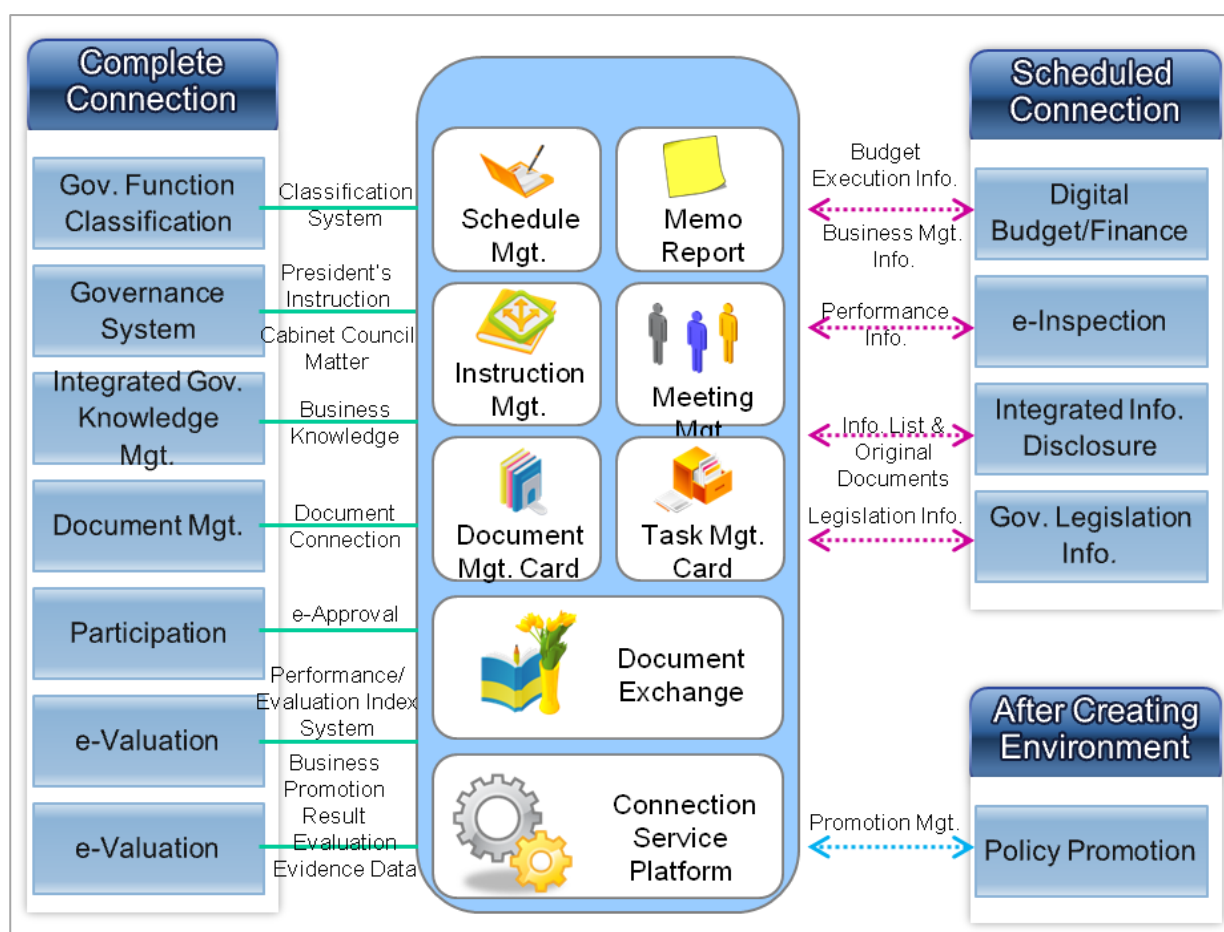 Complete
Connection
Gov. Function
Classification
Governance
System
Integrated Gov.
Knowledge
Mgt.
Document Mgt.
Participation
e-Valuation
e-Valuation
Classification
System
President's
Instruction
Cabinet Council
Matter
Business
Knowledge
Document
Connection
e-Approval
Performance/
Evaluation Index
System
Business
Promotion
Result
Evaluation
Evidence Data
Schedule
Mgt.
Memo
Report
Instruction
Mgt.
Meeting
Mgt.
Document
Mgt. Card
Task Mgt.
Card
Document
Exchange
Connection
Service
Platform
Budget
Execution Info.
Business Mgt.
Info.
Performance
Info.
Info. List &
Original
Documents
Legislation Info.
Promotion Mgt.
Scheduled
Connection
Digital
Budget/Finance
e-Inspection
Integrated Info.
Disclosure
Gov. Legislation
Info.
After Creating
Environment
Policy Promotion